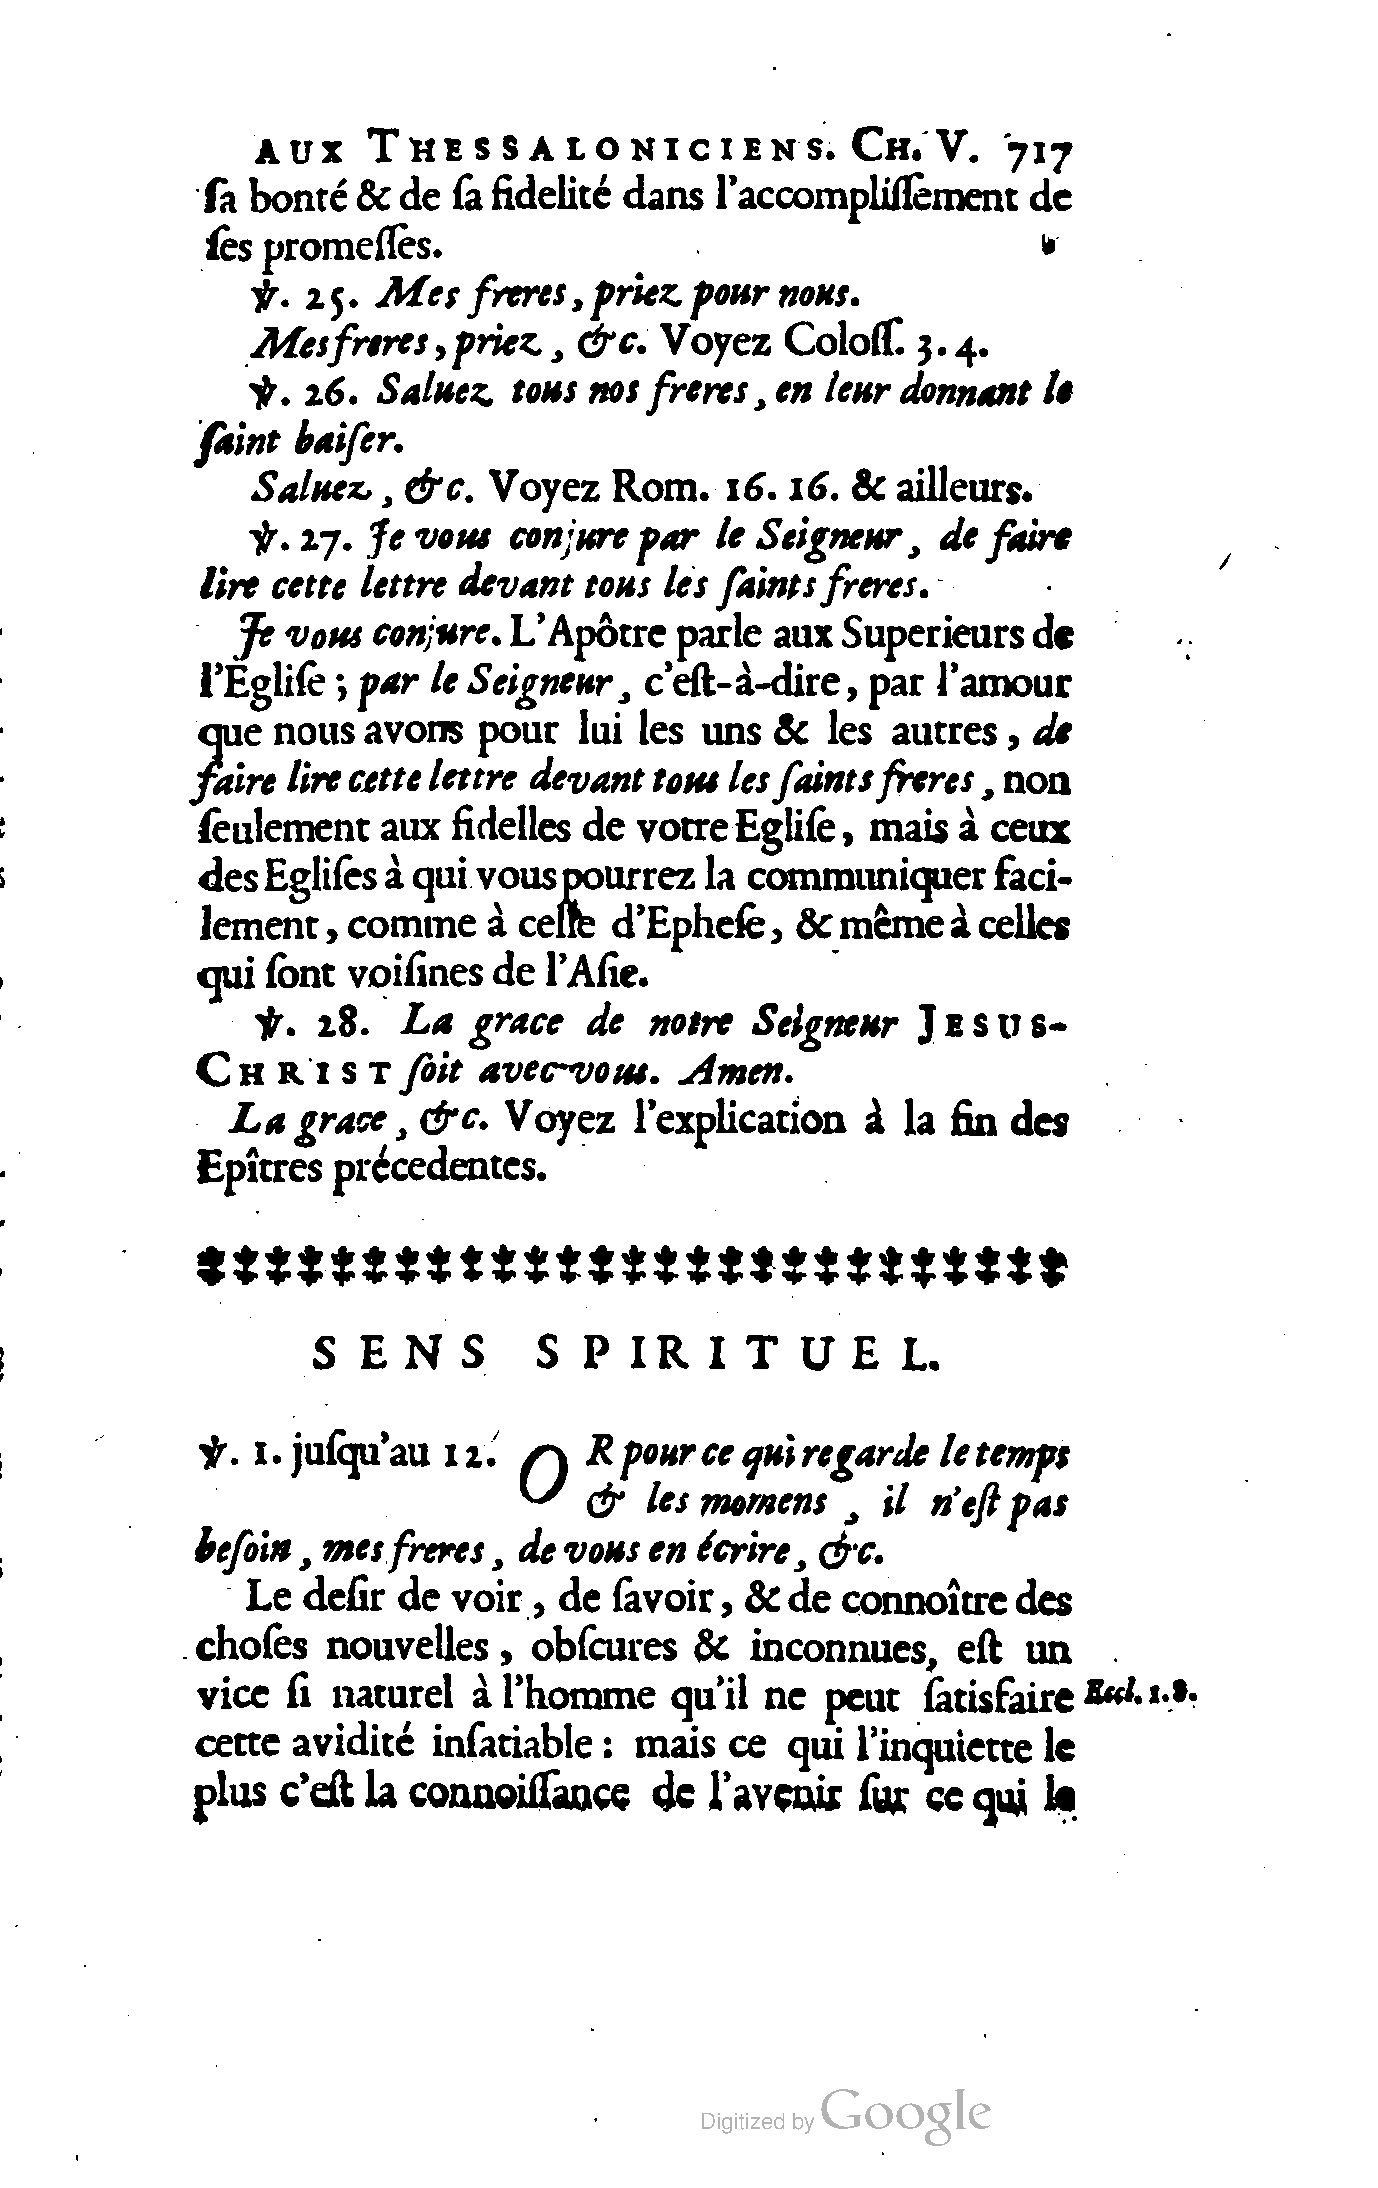 AUX THESSALONICIENS. CH. V. 717
ſa bonté & de ſa fidelité dans l'accompliſſement de
ſes promeſſes.
℣. 25. Mes freres, priez pour nous.
Mes freres, priez, &c. Voyez Coloſſ. 3. 4.
℣. 26. Saluez tous nos freres, en leur donnant le
ſaint baiſer.
Saluez, &c. Voyez Rom. 16. 16. & ailleurs.
℣. 27. Je vous conjure par le Seigneur, de faire
lire cette lettre devant tous les ſaints freres.
Je vous conjure. L'Apôtre parle aux Superieurs de
l'Egliſe; par le Seigneur, c'eſt-à-dire, par l'amour
que nous avons pour lui les uns & les autres, de
faire lire cette lettre devant tous les ſaints freres, non
ſeulement aux fidelles de votre Egliſe, mais à ceux
des Egliſes à qui vous pourrez la communiquer faci-
lement, comme à celle d'Epheſe, & même à celles
qui ſont voiſines de l'Aſie.
℣. 28. La grace de notre Seigneur JESUS-
CHRIST ſoit avec vous. Amen.
La grace, &c. Voyez l'explication à la fin des
Epîtres précedentes.
SENS SPIRITUEL.
℣. 1. juſqu'au 12. OR pour ce qui regarde le temps
& les momens, il n'eſt pas
beſoin, mes freres, de vous en écrire, &c.
Le deſir de voir, de ſavoir, & de connoître des
choſes nouvelles, obſcures & inconnues, eſt un
vice ſi naturel à l'homme qu'il ne peut ſatisfaire
Eccl. 1. 8.
cette avidité inſatiable: mais ce qui l'inquiette le
plus c'eſt la connoiſſance de l'avenir ſur ce qui le
Digitized by Google